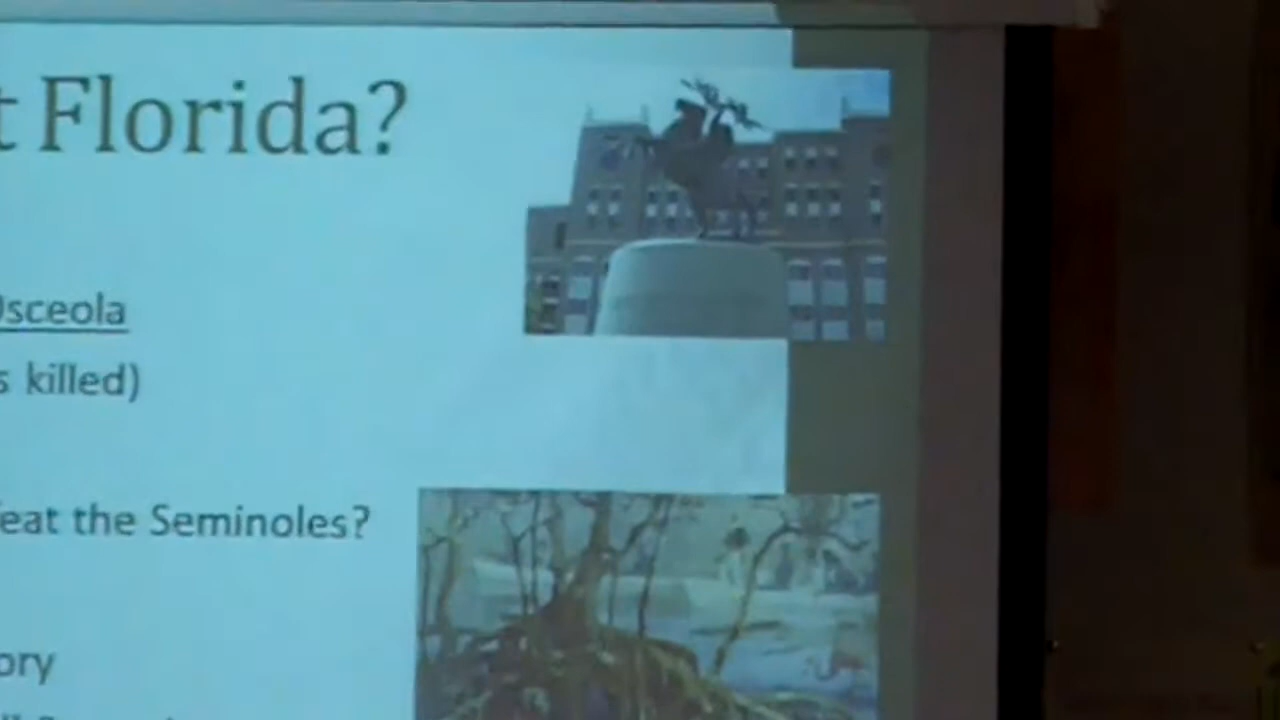 t Florida?
Osceola
s killed)
eat the Seminoles?
ory